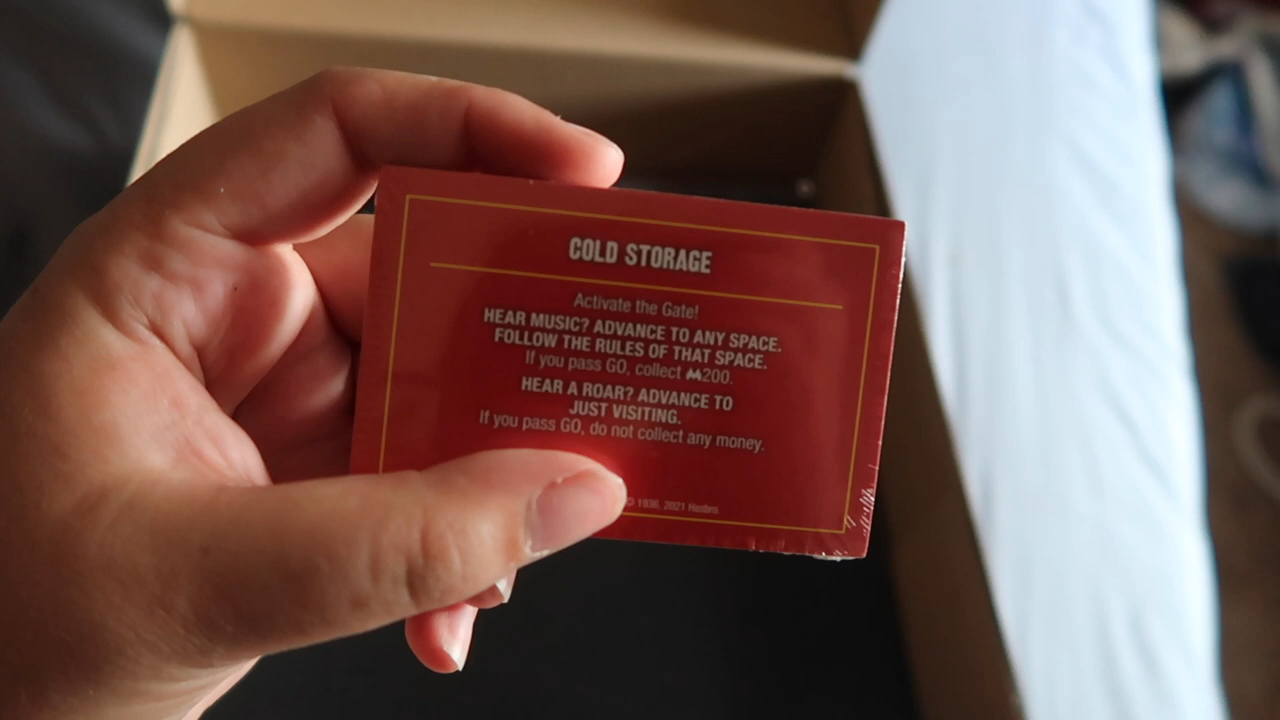 COLD STORAGE
Activate the Gate!
HEAR MUSIC? ADVANCE TO ANY SPACE.
FOLLOW THE RULES OF THAT SPACE.
If you pass GO, collect 200.
HEAR A ROAR? ADVANCE TO
JUST VISITING.
If you pass GO, do not collect any money.
© 1936, 2021 Hasbro.